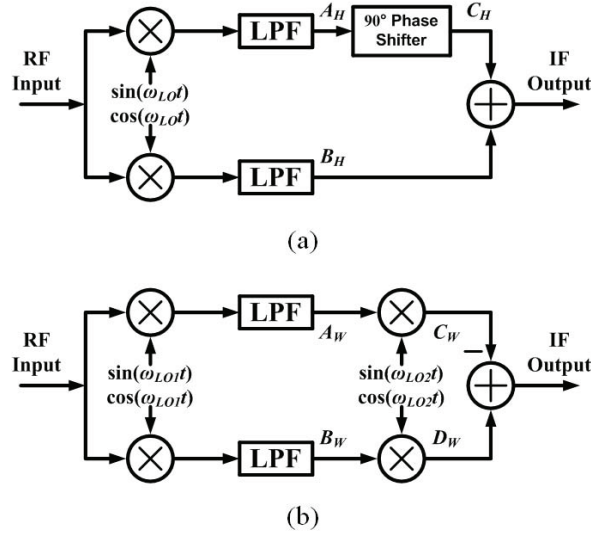 A_H 90° Phase C_H
RF LPF Shifter IF
Input sin(ω_LO t) Output
cos(ω_LO t)
B_H
LPF
(a)
LPF
RF A_W C_W IF
Input sin(ω_LO1 t) sin(ω_LO2 t) − Output
cos(ω_LO1 t) cos(ω_LO2 t)
B_W D_W
LPF
(b)